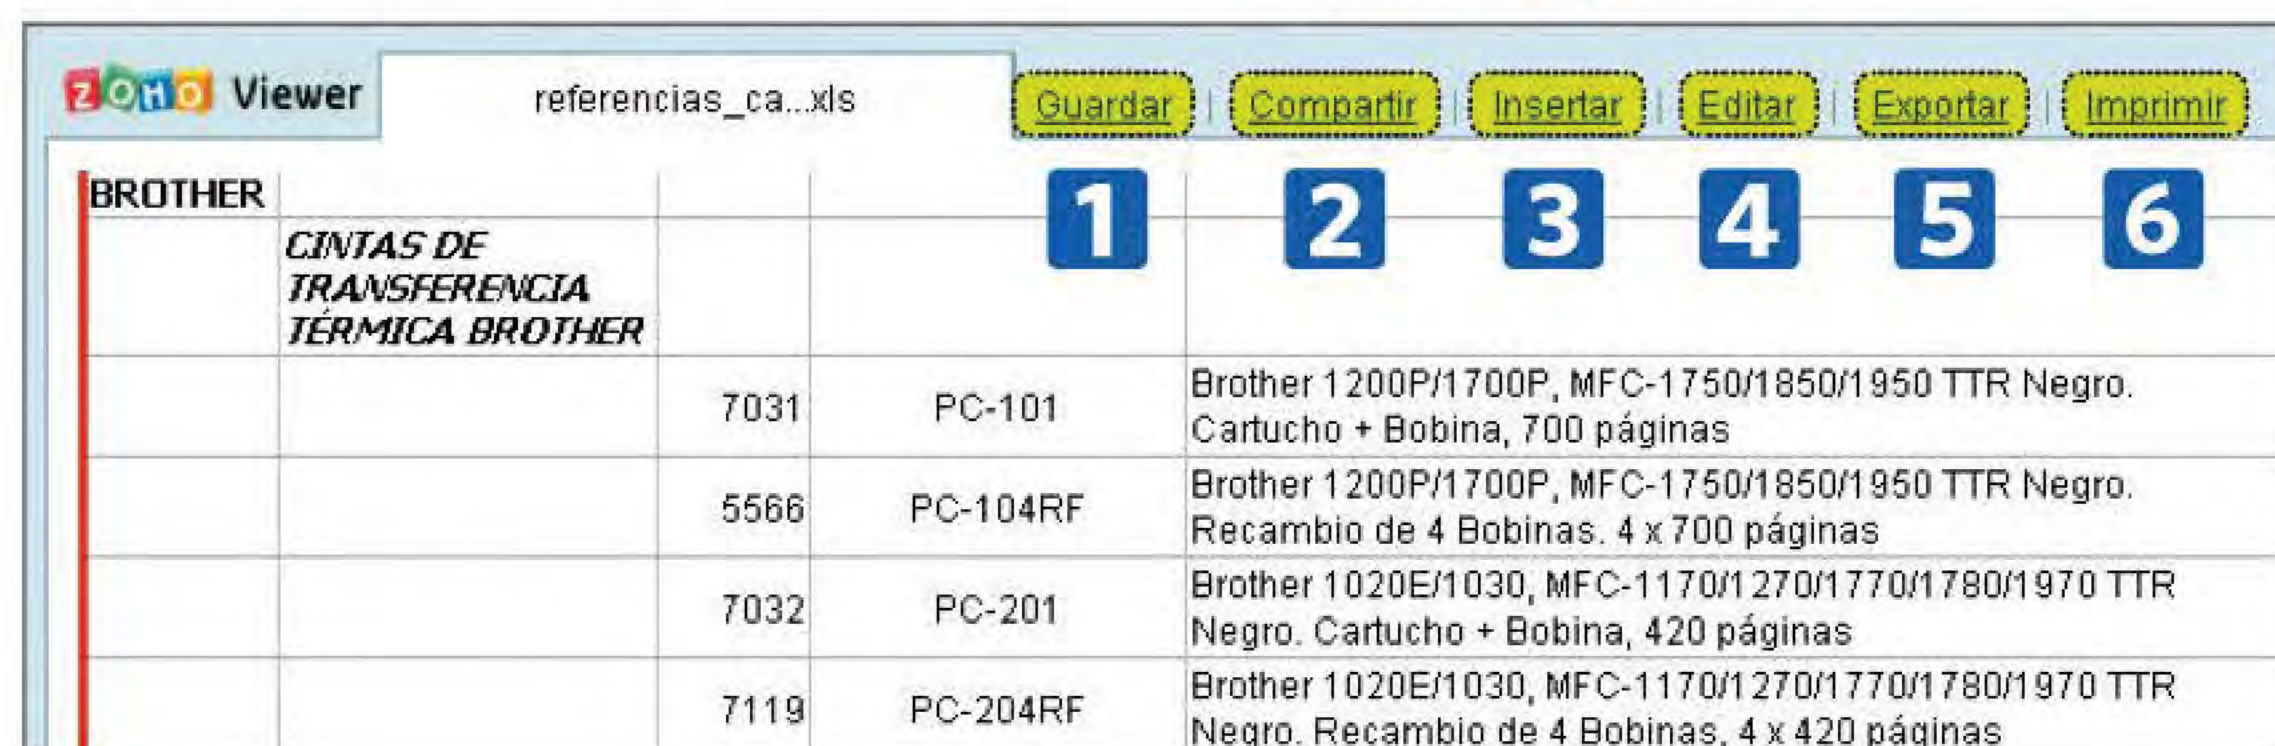 ZOHO Viewer
referencias_ca...xls
Guardar | Compartir | Insertar | Editar | Exportar | Imprimir
1 2 3 4 5 6
BROTHER
CINTAS DE
TRANSFERENCIA
TÉRMICA BROTHER
7031 PC-101 Brother 1200P/1700P, MFC-1750/1850/1950 TTR Negro.
Cartucho + Bobina, 700 páginas
5566 PC-104RF Brother 1200P/1700P, MFC-1750/1850/1950 TTR Negro.
Recambio de 4 Bobinas. 4 x 700 páginas
7032 PC-201 Brother 1020E/1030, MFC-1170/1270/1770/1780/1970 TTR
Negro. Cartucho + Bobina, 420 páginas
7119 PC-204RF Brother 1020E/1030, MFC-1170/1270/1770/1780/1970 TTR
Negro. Recambio de 4 Bobinas, 4 x 420 páginas